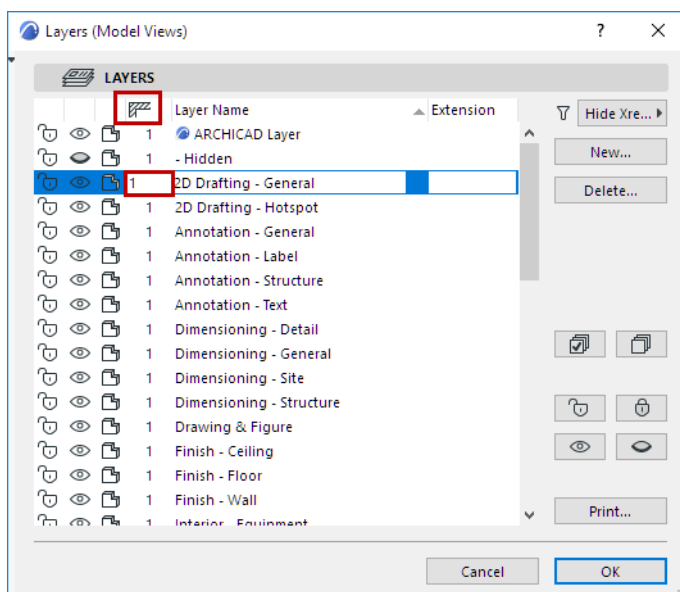 Layers (Model Views)
?
LAYERS
Layer Name Extension
Hide Xre...
1 ARCHICAD Layer
1 - Hidden
New...
1 2D Drafting - General
Delete...
1 2D Drafting - Hotspot
1 Annotation - General
1 Annotation - Label
1 Annotation - Structure
1 Annotation - Text
1 Dimensioning - Detail
1 Dimensioning - General
1 Dimensioning - Site
1 Dimensioning - Structure
1 Drawing & Figure
1 Finish - Ceiling
1 Finish - Floor
1 Finish - Wall
Print...
1 Interior - Equipment
Cancel OK